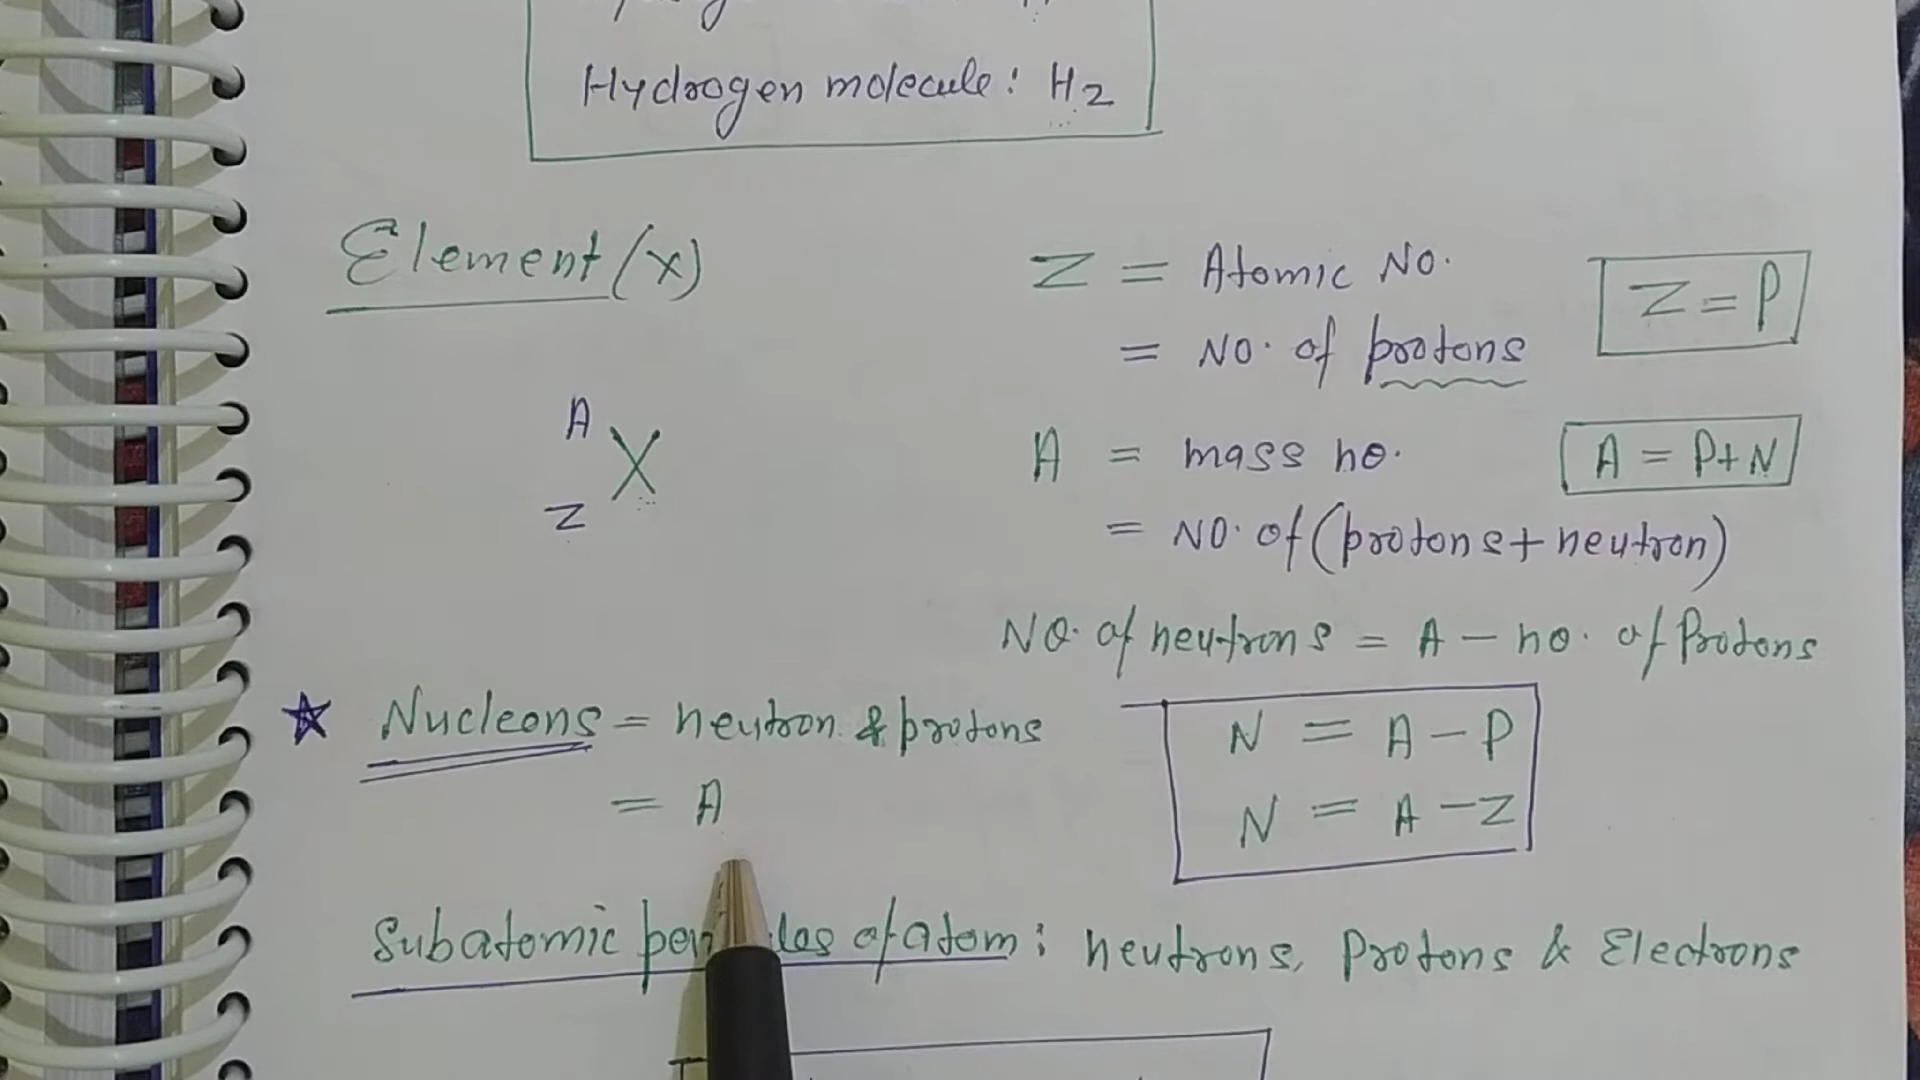 Hydrogen molecule: H2
Element (X)
Z = Atomic No.
= NO. of protons
Z = P
A
X
Z
A = mass no.
A = P+N
= NO. of (protons + neutron)
NO. of neutrons = A - no. of Protons
Nucleons = neutron & protons
= A
N = A - P
N = A - Z
Subatomic of atom: neutrons, Protons & Electrons